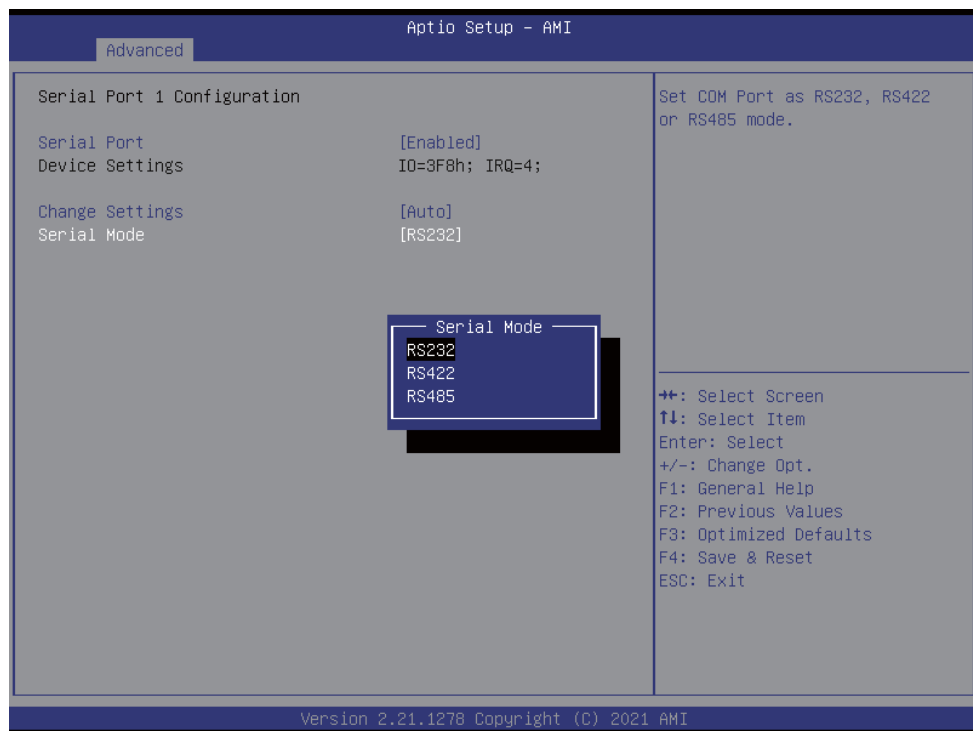 Aptio Setup – AMI
Advanced
Serial Port 1 Configuration
Serial Port [Enabled]
Device Settings IO=3F8h; IRQ=4;
Change Settings [Auto]
Serial Mode [RS232]
Serial Mode
RS232
RS422
RS485
Set COM Port as RS232, RS422
or RS485 mode.
→←: Select Screen
↑↓: Select Item
Enter: Select
+/-: Change Opt.
F1: General Help
F2: Previous Values
F3: Optimized Defaults
F4: Save & Reset
ESC: Exit
Version 2.21.1278 Copyright (C) 2021 AMI